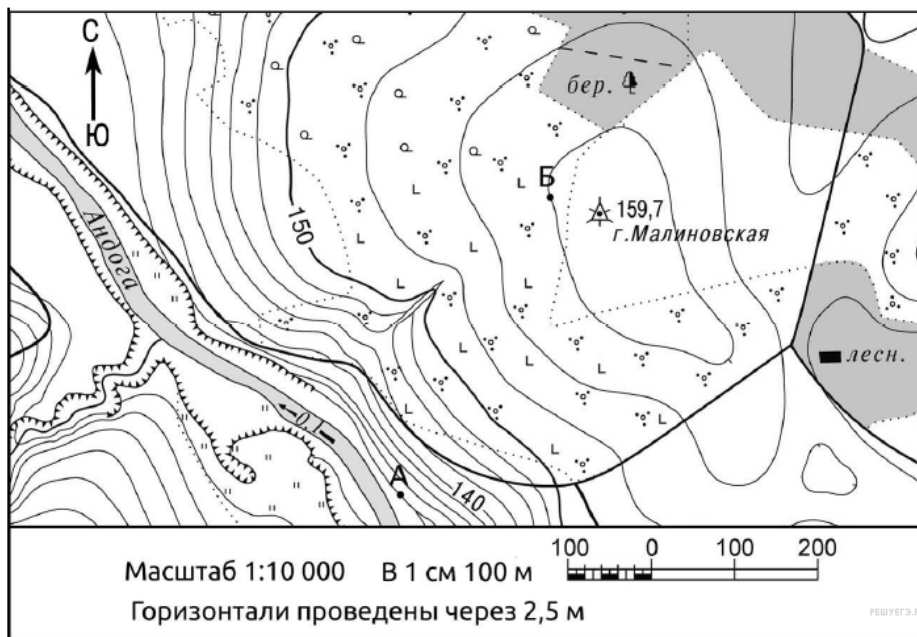 С
Ю
бер.
Б
159,7
г.Малиновская
150
Андога
лесн.
0,1
А
140
100 0 100 200
Масштаб 1:10 000 В 1 см 100 м
Горизонтали проведены через 2,5 м